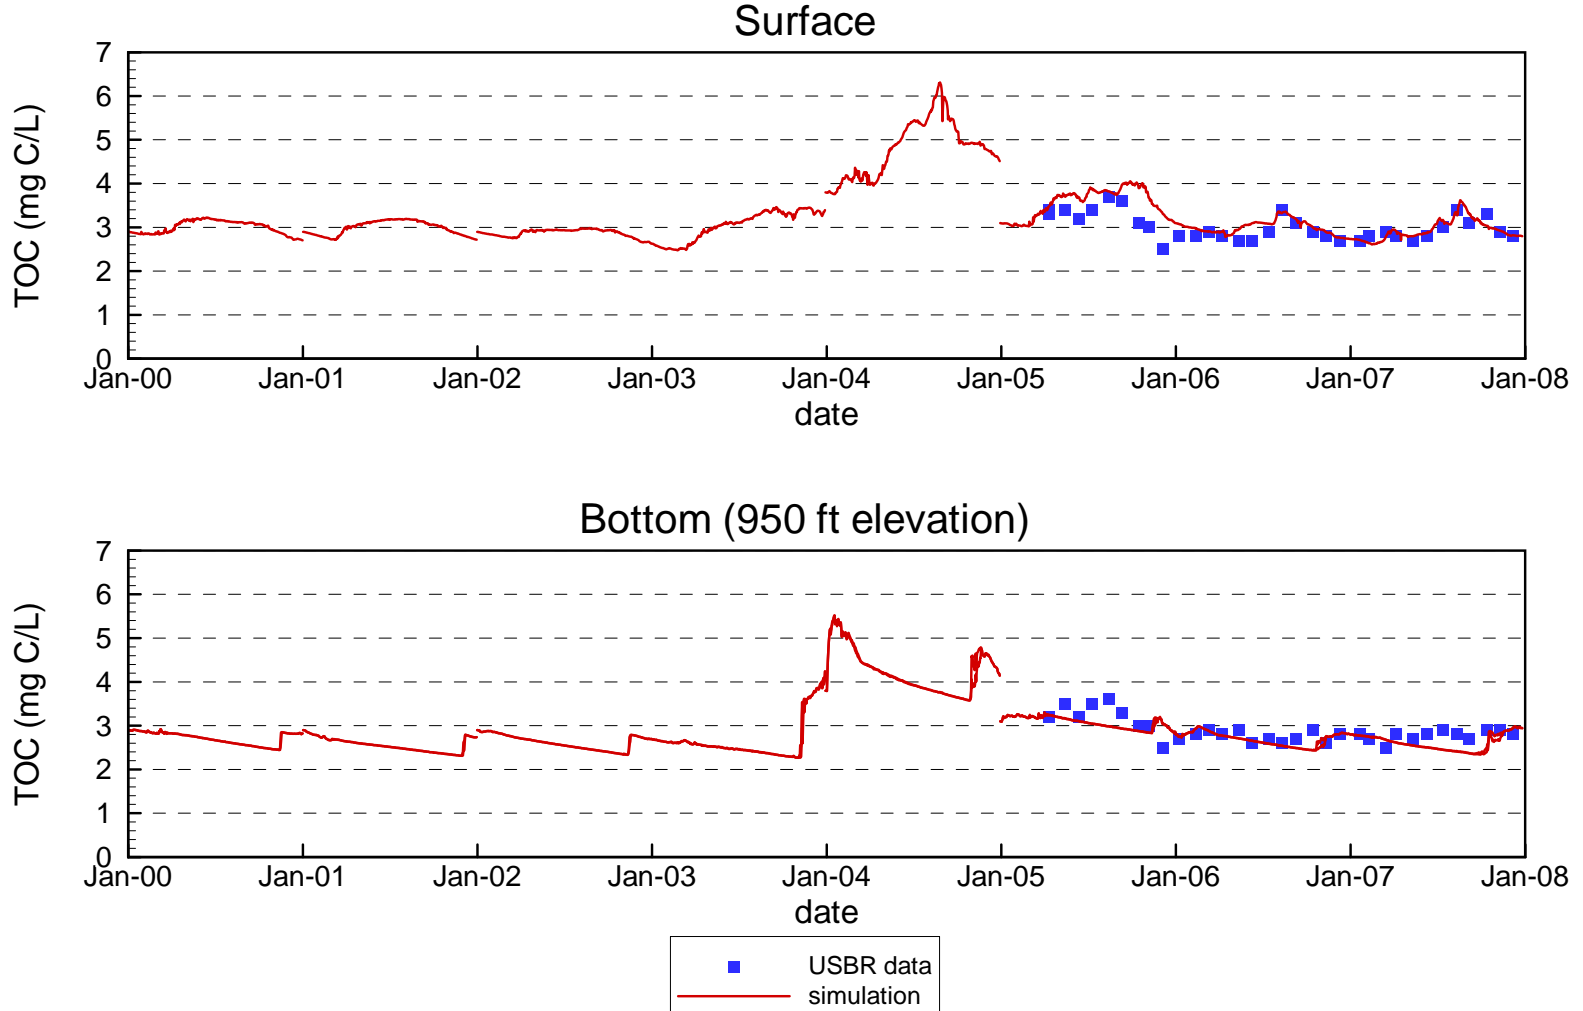 Surface
TOC (mg C/L)
7
6
5
4
3
2
1
0
Jan-00 Jan-01 Jan-02 Jan-03 Jan-04 Jan-05 Jan-06 Jan-07 Jan-08
date
Bottom (950 ft elevation)
TOC (mg C/L)
7
6
5
4
3
2
1
0
Jan-00 Jan-01 Jan-02 Jan-03 Jan-04 Jan-05 Jan-06 Jan-07 Jan-08
date
USBR data
simulation